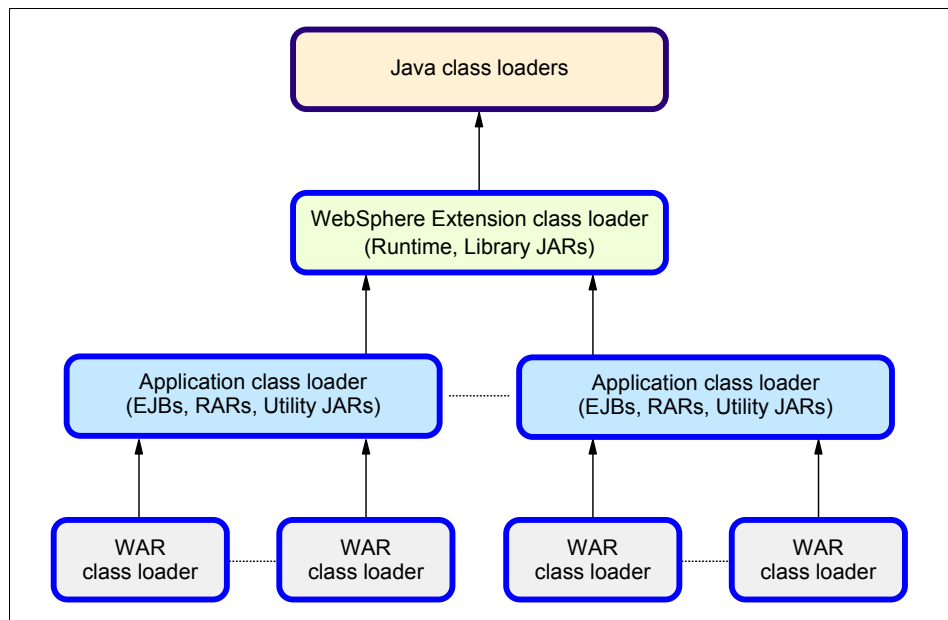 Java class loaders
WebSphere Extension class loader
(Runtime, Library JARs)
Application class loader
(EJBs, RARs, Utility JARs)
Application class loader
(EJBs, RARs, Utility JARs)
WAR
class loader
WAR
class loader
WAR
class loader
WAR
class loader